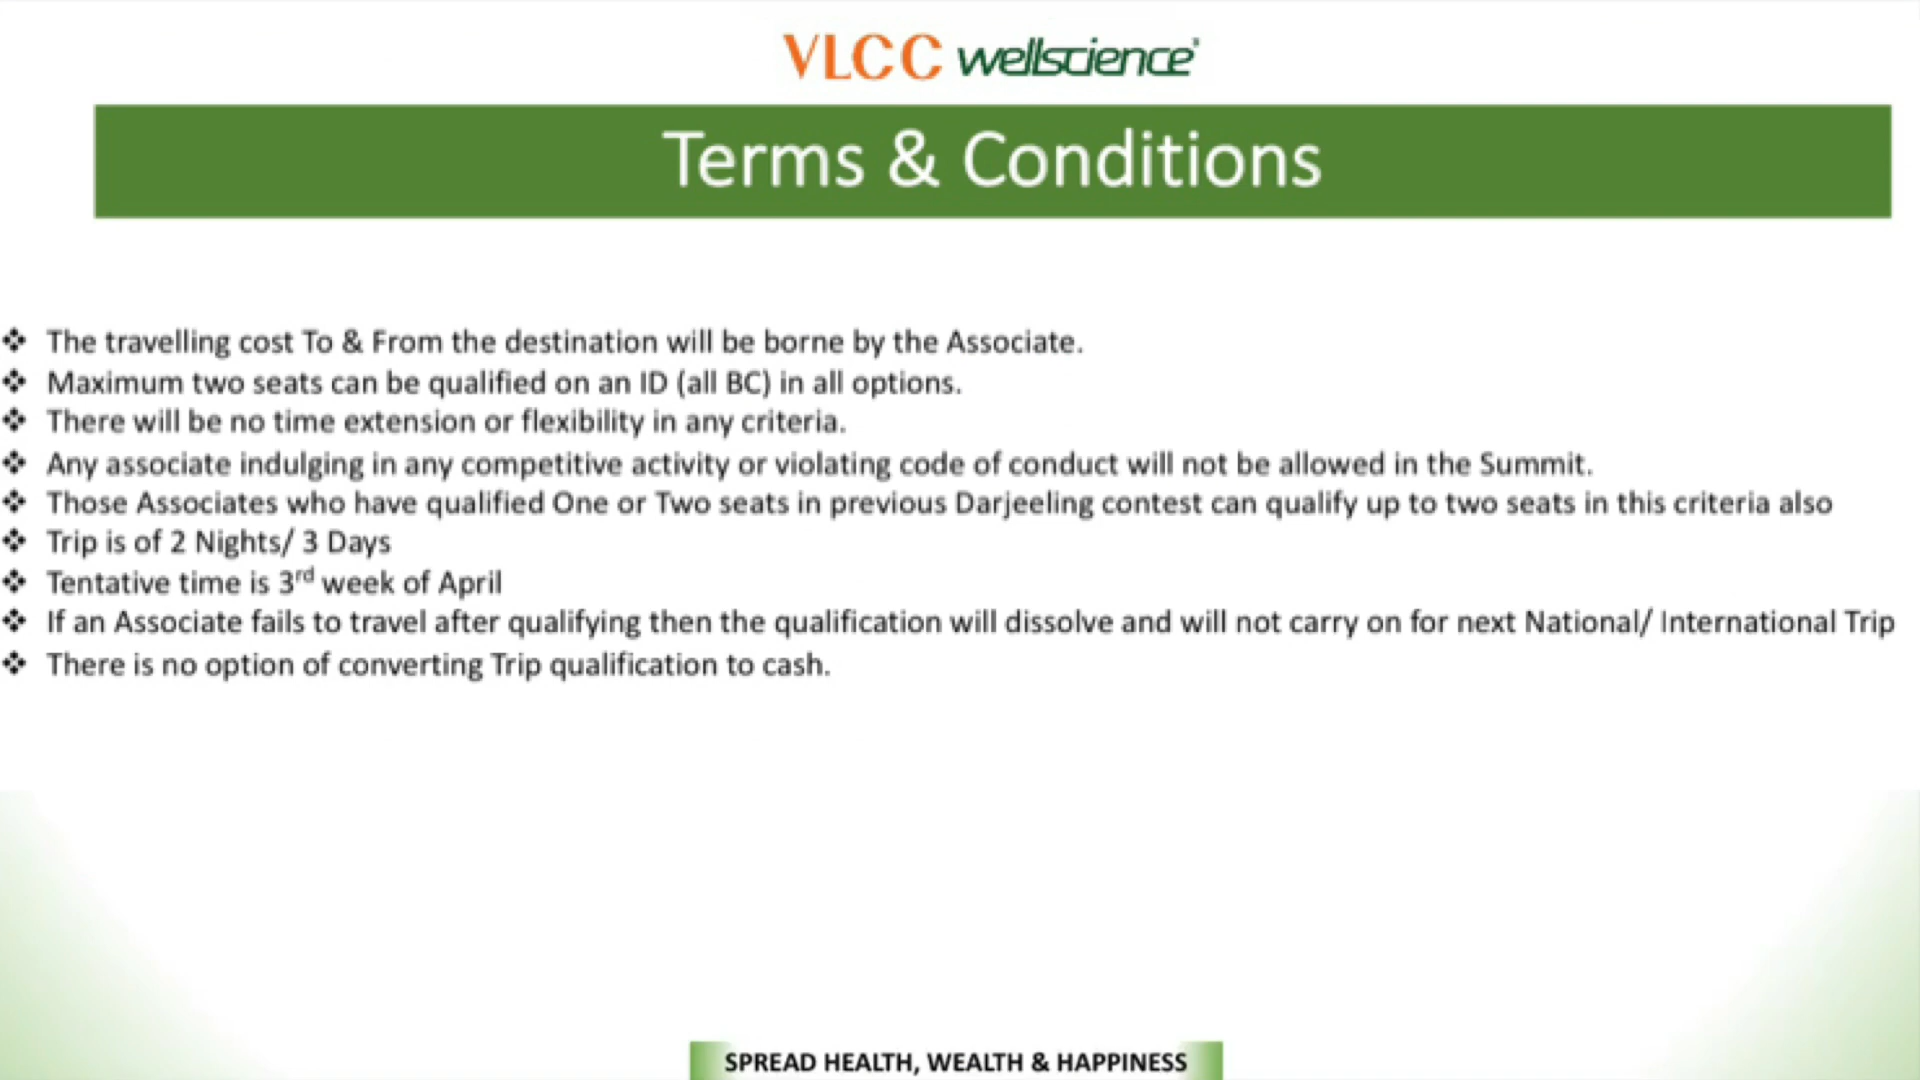 VLCC wellscience
Terms & Conditions
❖ The travelling cost To & From the destination will be borne by the Associate.
❖ Maximum two seats can be qualified on an ID (all BC) in all options.
❖ There will be no time extension or flexibility in any criteria.
❖ Any associate indulging in any competitive activity or violating code of conduct will not be allowed in the Summit.
❖ Those Associates who have qualified One or Two seats in previous Darjeeling contest can qualify up to two seats in this criteria also
❖ Trip is of 2 Nights/ 3 Days
❖ Tentative time is 3rd week of April
❖ If an Associate fails to travel after qualifying then the qualification will dissolve and will not carry on for next National/ International Trip
❖ There is no option of converting Trip qualification to cash.
SPREAD HEALTH, WEALTH & HAPPINESS